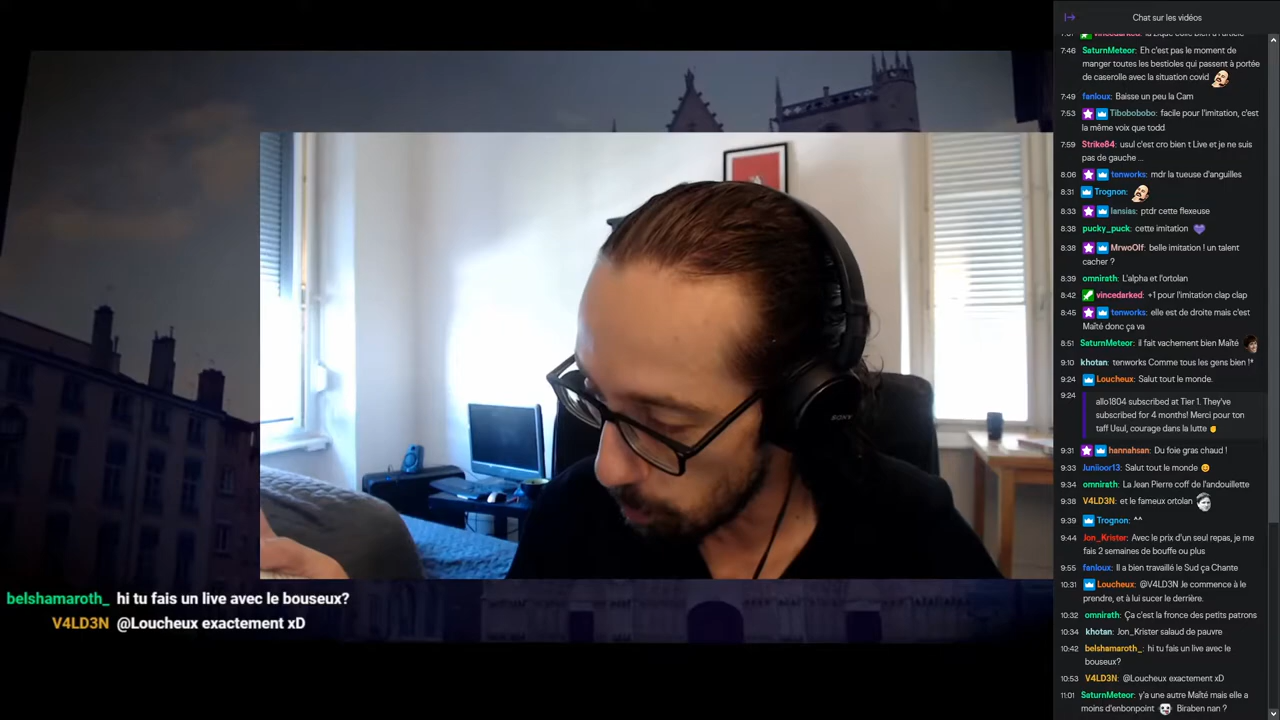 Chat sur les vidéos
SaturnMeteor: Eh c'est pas le moment de
7:46
manger toutes les bestioles qui passent à portée
de caserolle avec la situation covid
7:49 fanloux: Baisse un peu la Cam
7:53 Tibobobobo: facile pour l'imitation, c'est
la même voix que todd
7:59 Strike84: usul c'est cro bien t Live et je ne suis
pas de gauche ...
8:06 tenworks: mdr la tueuse d'anguilles
8:31 Trognon:
8:33 lansias: ptdr cette flexeuse
8:38 pucky_puck: cette imitation
8:38 MrwoOlf: belle imitation ! un talent
cacher ?
8:39 omnirath: L'alpha et l'ortolan
8:42 vincedarked: +1 pour l'imitation clap clap
8:45 tenworks: elle est de droite mais c'est
Maîté donc ça va
8:51 SaturnMeteor: il fait vachement bien Maîté
9:10 khotan: tenworks Comme tous les gens bien !*
9:24 Loucheux: Salut tout le monde.
9:24 allo1804 subscribed at Tier 1. They've
subscribed for 4 months! Merci pour ton
taff Usul, courage dans la lutte
9:31 hannahsan: Du foie gras chaud !
9:33 Juniioor13: Salut tout le monde
9:34 omnirath: La Jean Pierre coff de l'andouillette
9:38 V4LD3N: et le fameux ortolan
9:39 Trognon: ^^
9:44 Jon_Krister: Avec le prix d'un seul repas, je me
fais 2 semaines de bouffe ou plus
9:55 fanloux: Il a bien travaillé le Sud ça Chante
10:31 Loucheux: @V4LD3N Je commence à le
prendre, et à lui sucer le derrière.
10:32 omnirath: Ça c'est la fronce des petits patrons
10:34 khotan: Jon_Krister salaud de pauvre
10:42 belshamaroth_: hi tu fais un live avec le
bouseux?
10:53 V4LD3N: @Loucheux exactement xD
11:01 SaturnMeteor: y'a une autre Maîté mais elle a
moins d'enbonpoint Biraben nan ?
SONY
belshamaroth_ hi tu fais un live avec le bouseux?
V4LD3N @Loucheux exactement xD